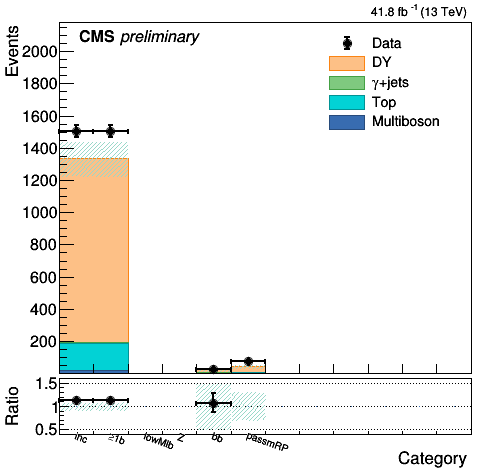 41.8 fb⁻¹ (13 TeV)
CMS preliminary
Events
2000
1800
1600
1400
1200
1000
800
600
400
200
Data
DY
γ+jets
Top
Multiboson
Ratio
1.5
1
0.5
inc
≥1b
lowMlb
Z
bb
passmRP
Category